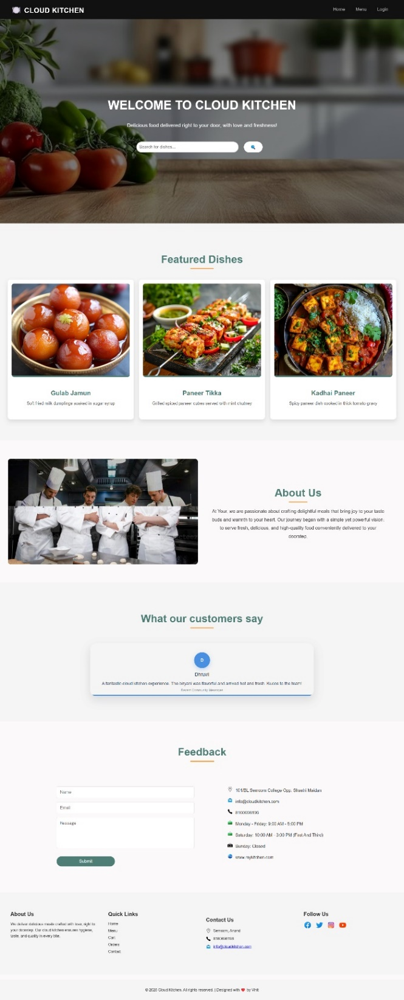 CLOUD KITCHEN
Home Menu Login
WELCOME TO CLOUD KITCHEN
Delicious food delivered right to your door, with love and freshness!
Search for dishes...
Featured Dishes
Gulab Jamun
Soft fried milk dumplings soaked in sugar syrup
Paneer Tikka
Grilled spiced paneer cubes served with mint chutney
Kadhai Paneer
Spicy paneer dish cooked in thick tomato gravy
About Us
At Your, we are passionate about crafting delightful meals that bring joy to your taste
buds and warmth to your heart. Our journey began with a simple yet powerful vision,
to serve fresh, delicious, and high-quality food conveniently delivered to your
doorstep.
What our customers say
D
Dhruvil
A fantastic cloud kitchen experience. The biryani was flavorful and arrived hot and fresh. Kudos to the team!
Feedback
Name
Email
Message
Submit
101/BL Semcom College Opp. Shastri Maidan
info@cloudkitchen.com
8160698196
Monday - Friday: 9:00 AM - 5:00 PM
Saturday: 10:00 AM - 3:00 PM (First And Third)
Sunday: Closed
www.mykitchen.com
About Us
We deliver delicious meals crafted with love, right to
your doorstep. Our cloud kitchen ensures hygiene,
taste, and quality in every bite.
Quick Links
Home
Menu
Cart
Orders
Contact
Contact Us
Semcom, Anand
8160698196
info@cloudkitchen.com
Follow Us
© 2025 Cloud Kitchen. All rights reserved. | Designed with ❤ by Vinit